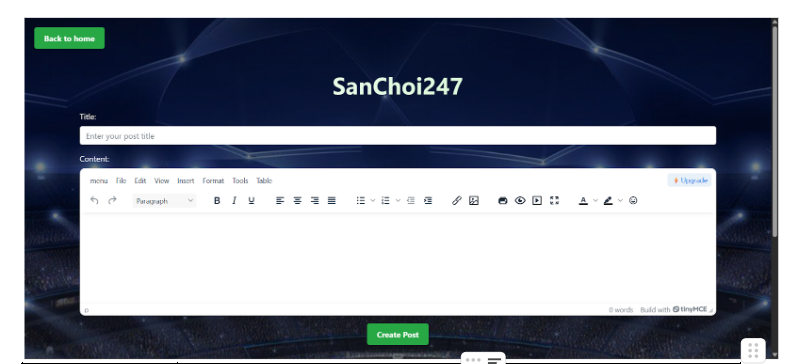 Back to home
SanChoi247
Title:
Enter your post title
Content:
menu File Edit View Insert Format Tools Table
Upgrade
Paragraph B I U A
p
0 words Build with tinyMCE
Create Post